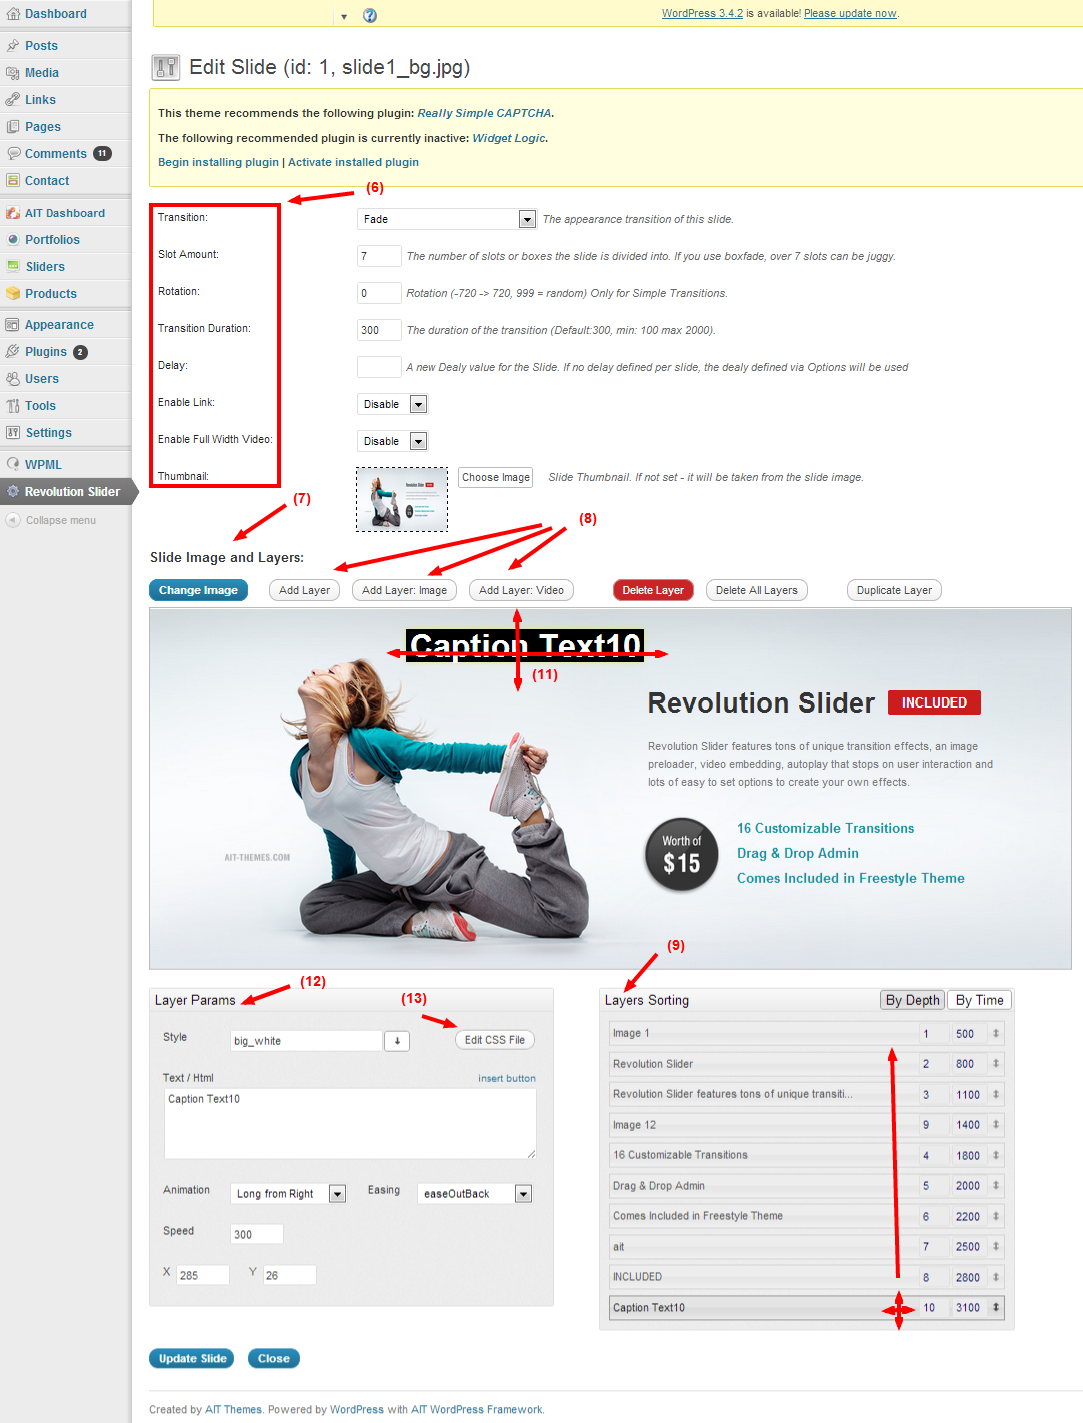 Dashboard
Posts
Media
Links
Pages
Comments 11
Contact
AIT Dashboard
Portfolios
Sliders
Products
Appearance
Plugins 2
Users
Tools
Settings
WPML
Revolution Slider
Collapse menu
WordPress 3.4.2 is available! Please update now.
Edit Slide (id: 1, slide1_bg.jpg)
This theme recommends the following plugin: Really Simple CAPTCHA.
The following recommended plugin is currently inactive: Widget Logic.
Begin installing plugin | Activate installed plugin
(6)
Transition: Fade The appearance transition of this slide.
Slot Amount: 7 The number of slots or boxes the slide is divided into. If you use boxfade, over 7 slots can be juggy.
Rotation: 0 Rotation (-720 -> 720, 999 = random) Only for Simple Transitions.
Transition Duration: 300 The duration of the transition (Default:300, min: 100 max 2000).
Delay: A new Dealy value for the Slide. If no delay defined per slide, the dealy defined via Options will be used
Enable Link: Disable
Enable Full Width Video: Disable
Thumbnail: Choose Image Slide Thumbnail. If not set - it will be taken from the slide image.
(7)
(8)
Slide Image and Layers:
Change Image Add Layer Add Layer: Image Add Layer: Video Delete Layer Delete All Layers Duplicate Layer
Caption Text10
(11)
Revolution Slider INCLUDED
Revolution Slider features tons of unique transition effects, an image
preloader, video embedding, autoplay that stops on user interaction and
lots of easy to set options to create your own effects.
Worth of
$15
16 Customizable Transitions
Drag & Drop Admin
Comes Included in Freestyle Theme
AIT-THEMES.COM
(9)
(12)
(13)
Layer Params
Style big_white Edit CSS File
Text / Html insert button
Caption Text10
Animation Long from Right Easing easeOutBack
Speed 300
X 285 Y 26
Layers Sorting By Depth By Time
Image 1 1 500
Revolution Slider 2 800
Revolution Slider features tons of unique transiti... 3 1100
Image 12 9 1400
16 Customizable Transitions 4 1800
Drag & Drop Admin 5 2000
Comes Included in Freestyle Theme 6 2200
ait 7 2500
INCLUDED 8 2800
Caption Text10 10 3100
Update Slide Close
Created by AIT Themes. Powered by WordPress with AIT WordPress Framework.